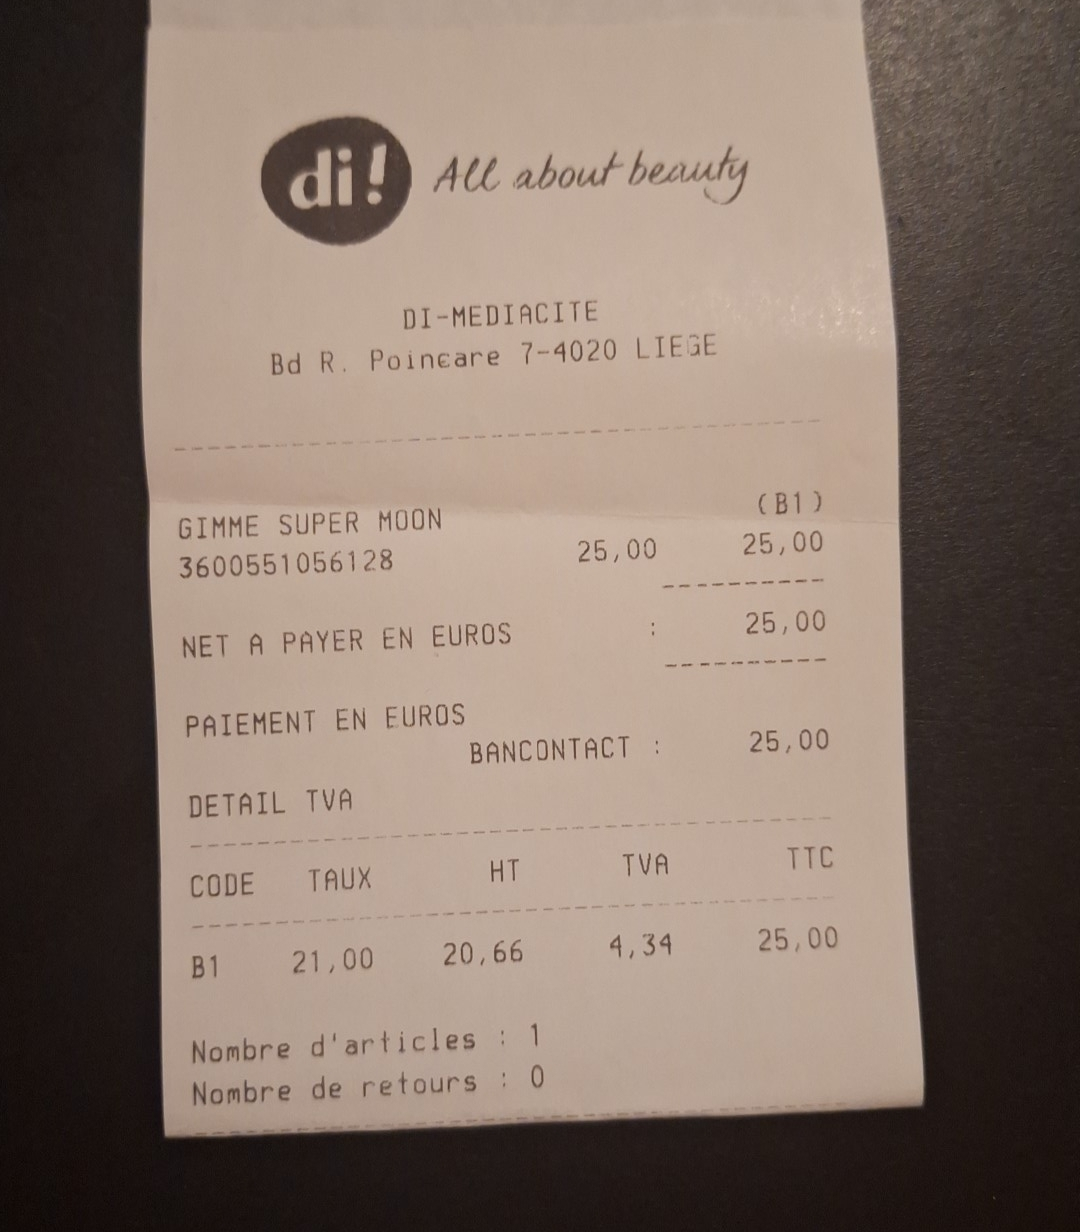 di! All about beauty
DI-MEDIACITE
Bd R. Poincare 7-4020 LIEGE
(B1)
GIMME SUPER MOON
3600551056128 25,00 25,00
NET A PAYER EN EUROS : 25,00
PAIEMENT EN EUROS
BANCONTACT : 25,00
DETAIL TVA
CODE TAUX HT TVA TTC
B1 21,00 20,66 4,34 25,00
Nombre d'articles : 1
Nombre de retours : 0